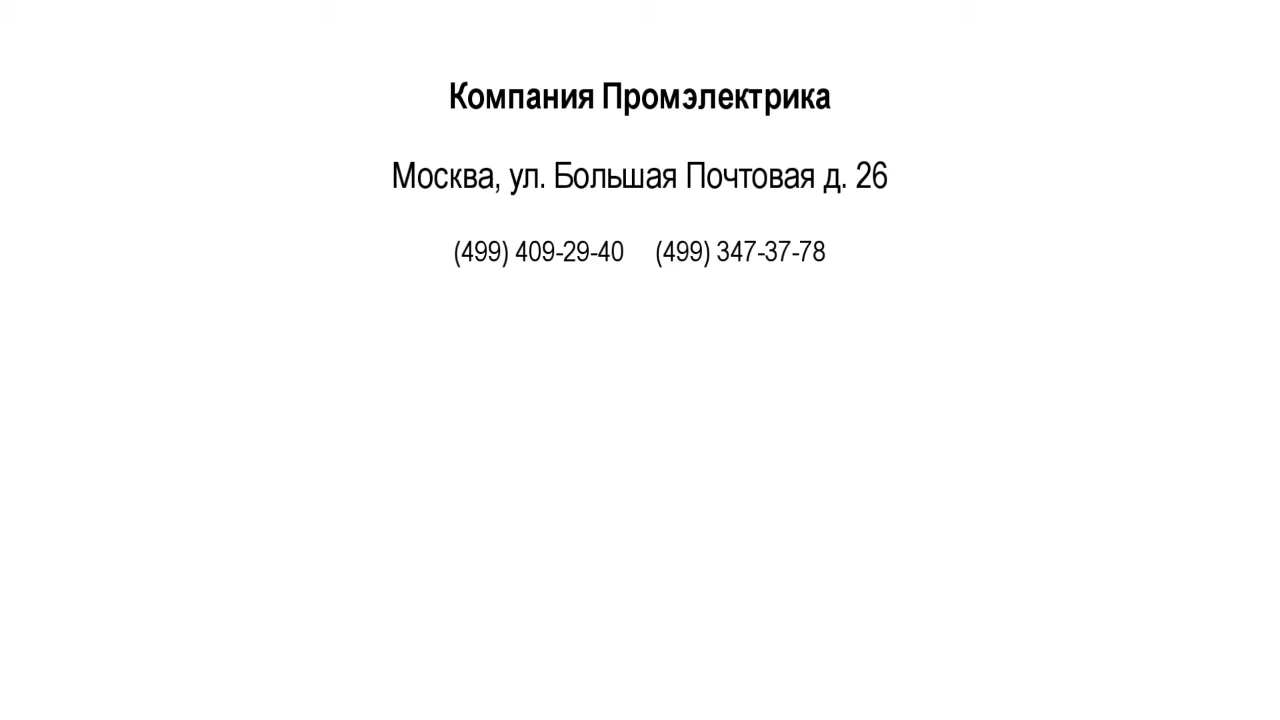 Компания Промэлектрика
Москва, ул. Большая Почтовая д. 26
(499) 409-29-40 (499) 347-37-78